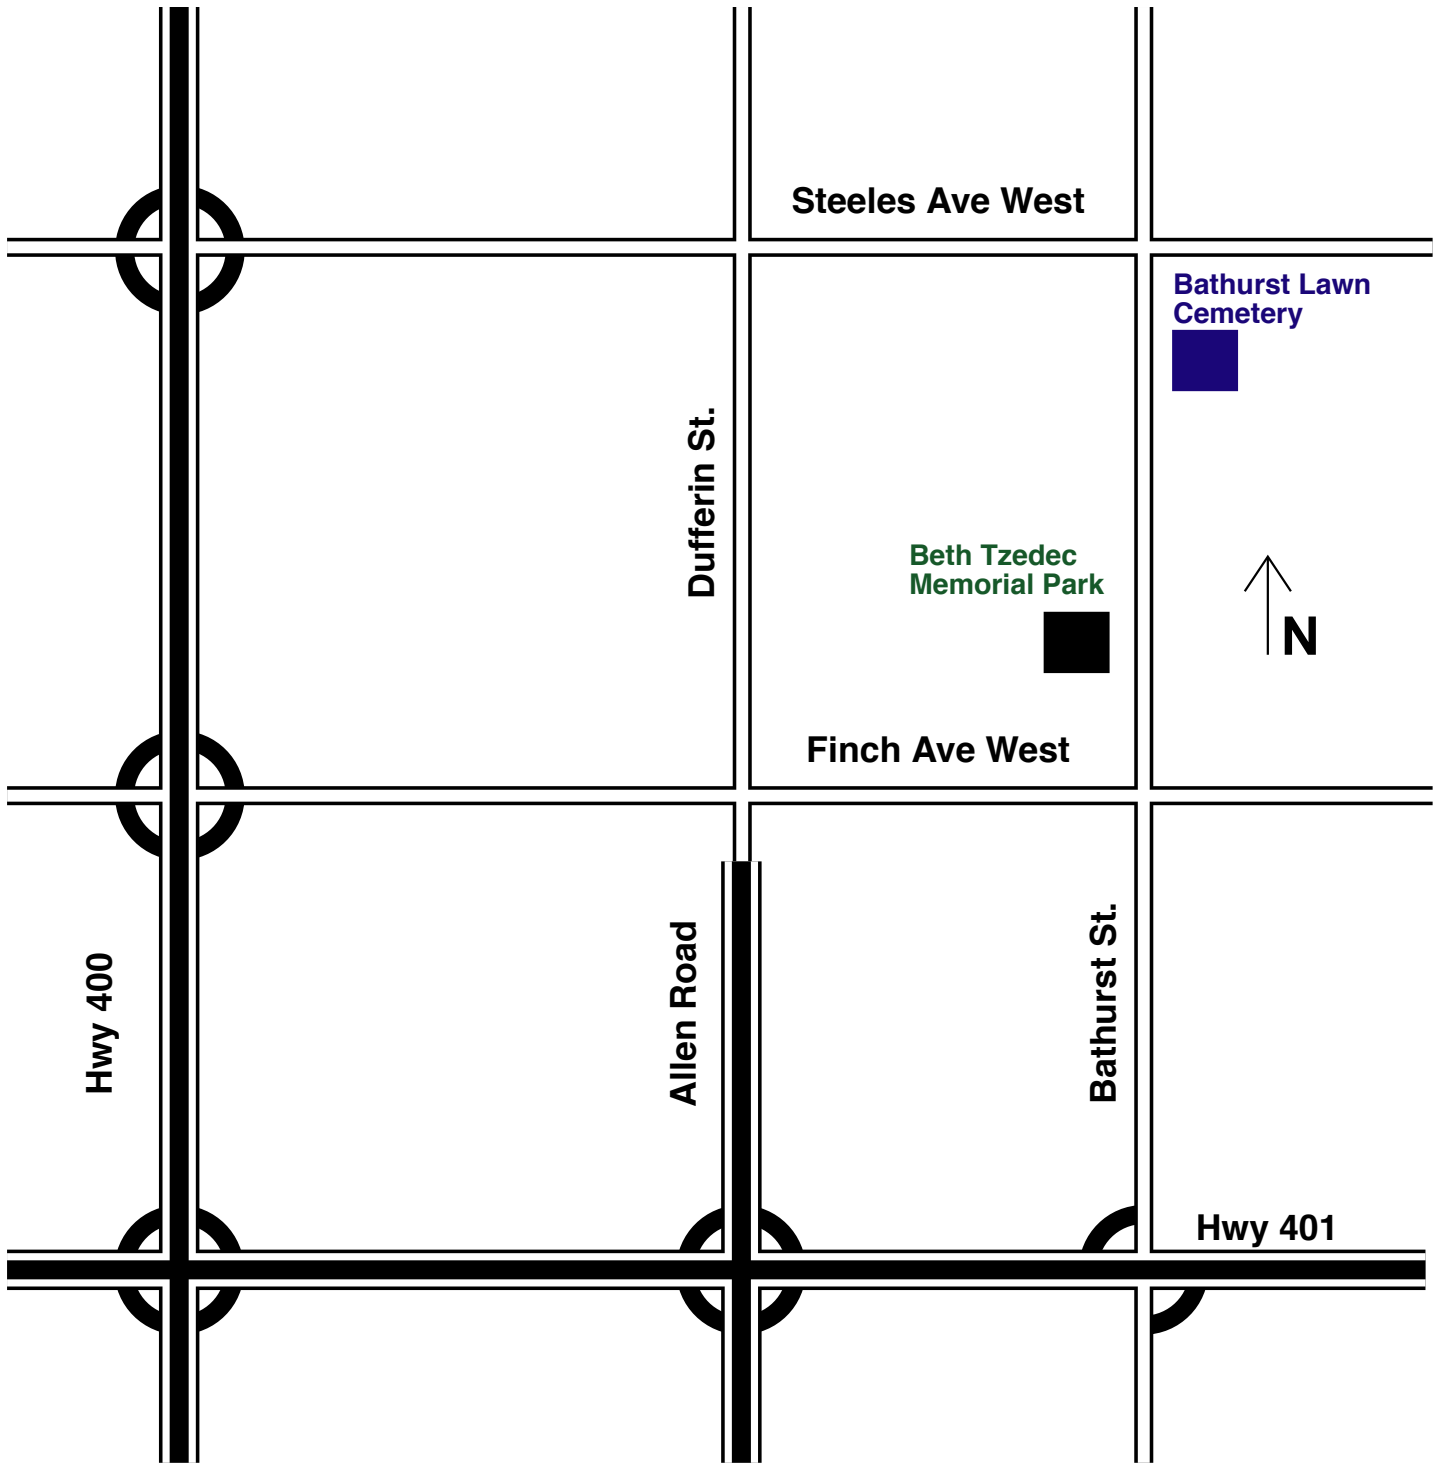 Steeles Ave West
Bathurst Lawn
Cemetery
Dufferin St.
Beth Tzedec
Memorial Park
N
Finch Ave West
Hwy 400
Allen Road
Bathurst St.
Hwy 401